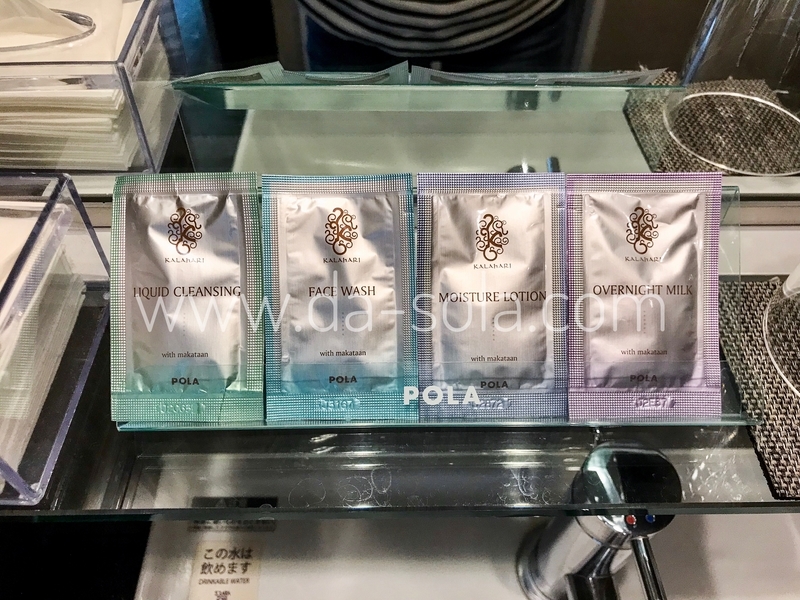 KALAHARI
LIQUID CLEANSING
with makataan
POLA
KALAHARI
FACE WASH
with makataan
POLA
KALAHARI
MOISTURE LOTION
with makataan
POLA
KALAHARI
OVERNIGHT MILK
with makataan
POLA
www.da-sola.com
POLA
この水は
飲めます
DRINKABLE WATER